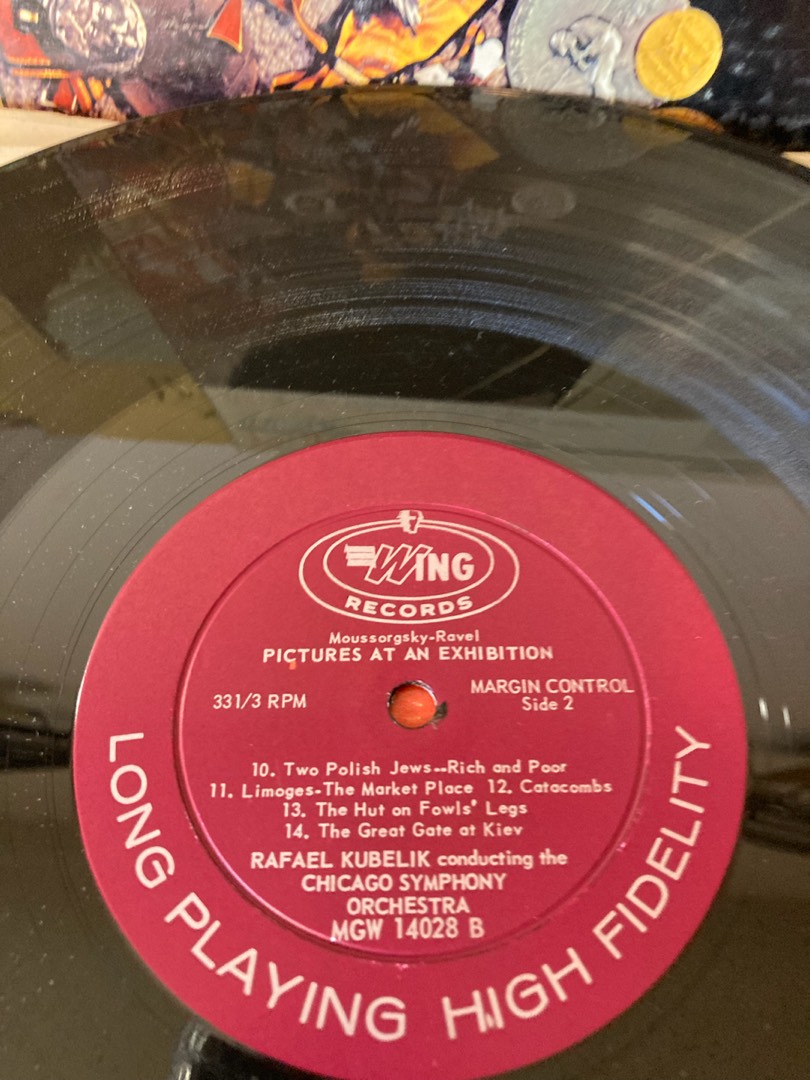 WING
RECORDS
Moussorgsky-Ravel
PICTURES AT AN EXHIBITION
331/3 RPM
MARGIN CONTROL
Side 2
10. Two Polish Jews--Rich and Poor
11. Limoges-The Market Place 12. Catacombs
13. The Hut on Fowls' Legs
14. The Great Gate at Kiev
RAFAEL KUBELIK conducting the
CHICAGO SYMPHONY
ORCHESTRA
MGW 14028 B
LONG PLAYING HIGH FIDELITY